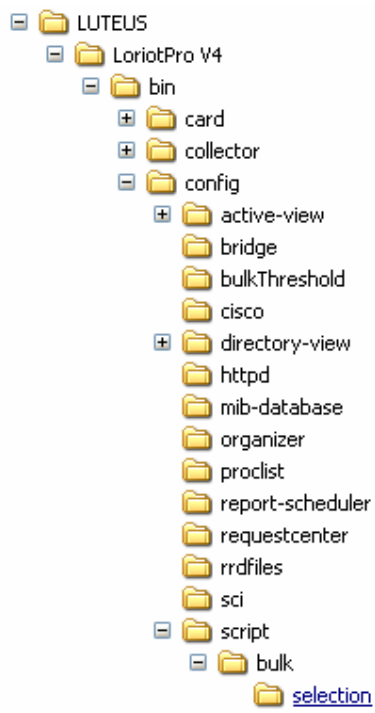 LUTEUS
LoriotPro V4
bin
card
collector
config
active-view
bridge
bulkThreshold
cisco
directory-view
httpd
mib-database
organizer
proclist
report-scheduler
requestcenter
rrdfiles
sci
script
bulk
selection